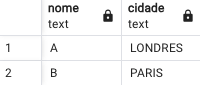 nome cidade
text text
1 A LONDRES
2 B PARIS